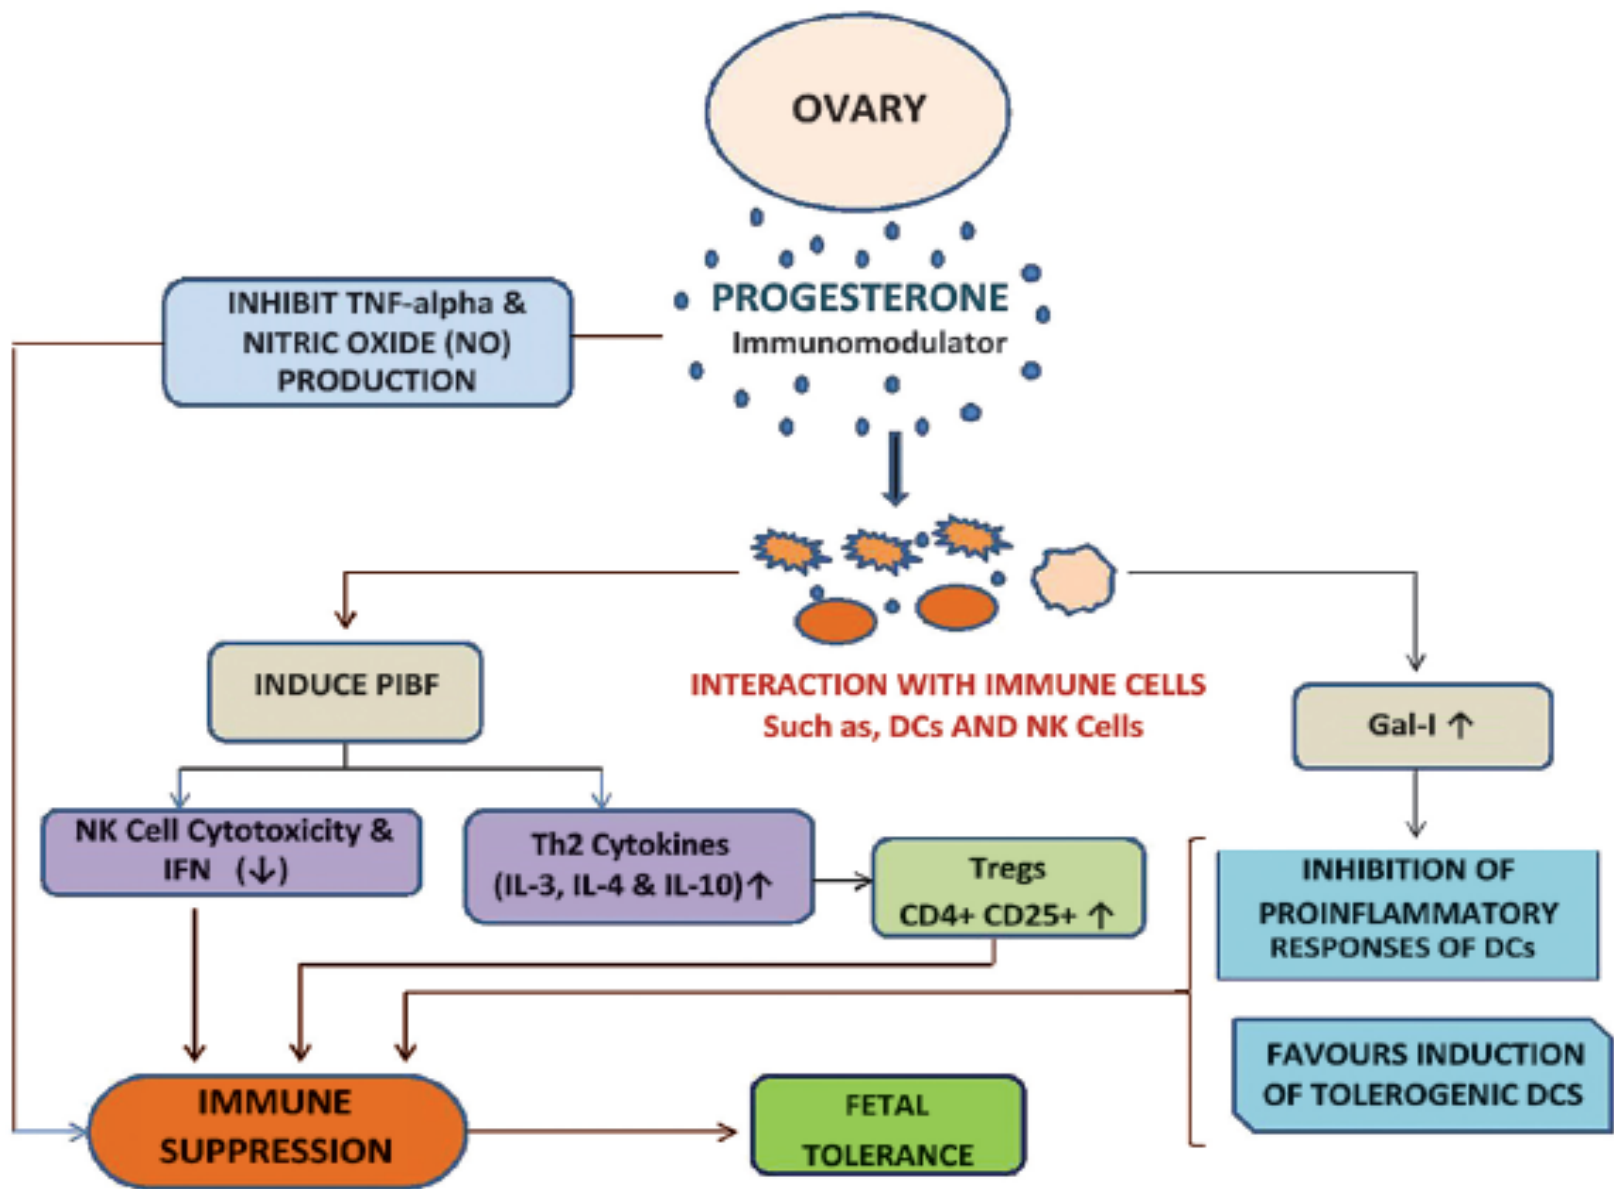 OVARY
PROGESTERONE
Immunomodulator
INHIBIT TNF-alpha &
NITRIC OXIDE (NO)
PRODUCTION
INTERACTION WITH IMMUNE CELLS
Such as, DCs AND NK Cells
INDUCE PIBF
Gal-I ↑
NK Cell Cytotoxicity &
IFN (↓)
Th2 Cytokines
(IL-3, IL-4 & IL-10)↑
Tregs
CD4+ CD25+ ↑
INHIBITION OF
PROINFLAMMATORY
RESPONSES OF DCs
FAVOURS INDUCTION
OF TOLEROGENIC DCS
IMMUNE
SUPPRESSION
FETAL
TOLERANCE